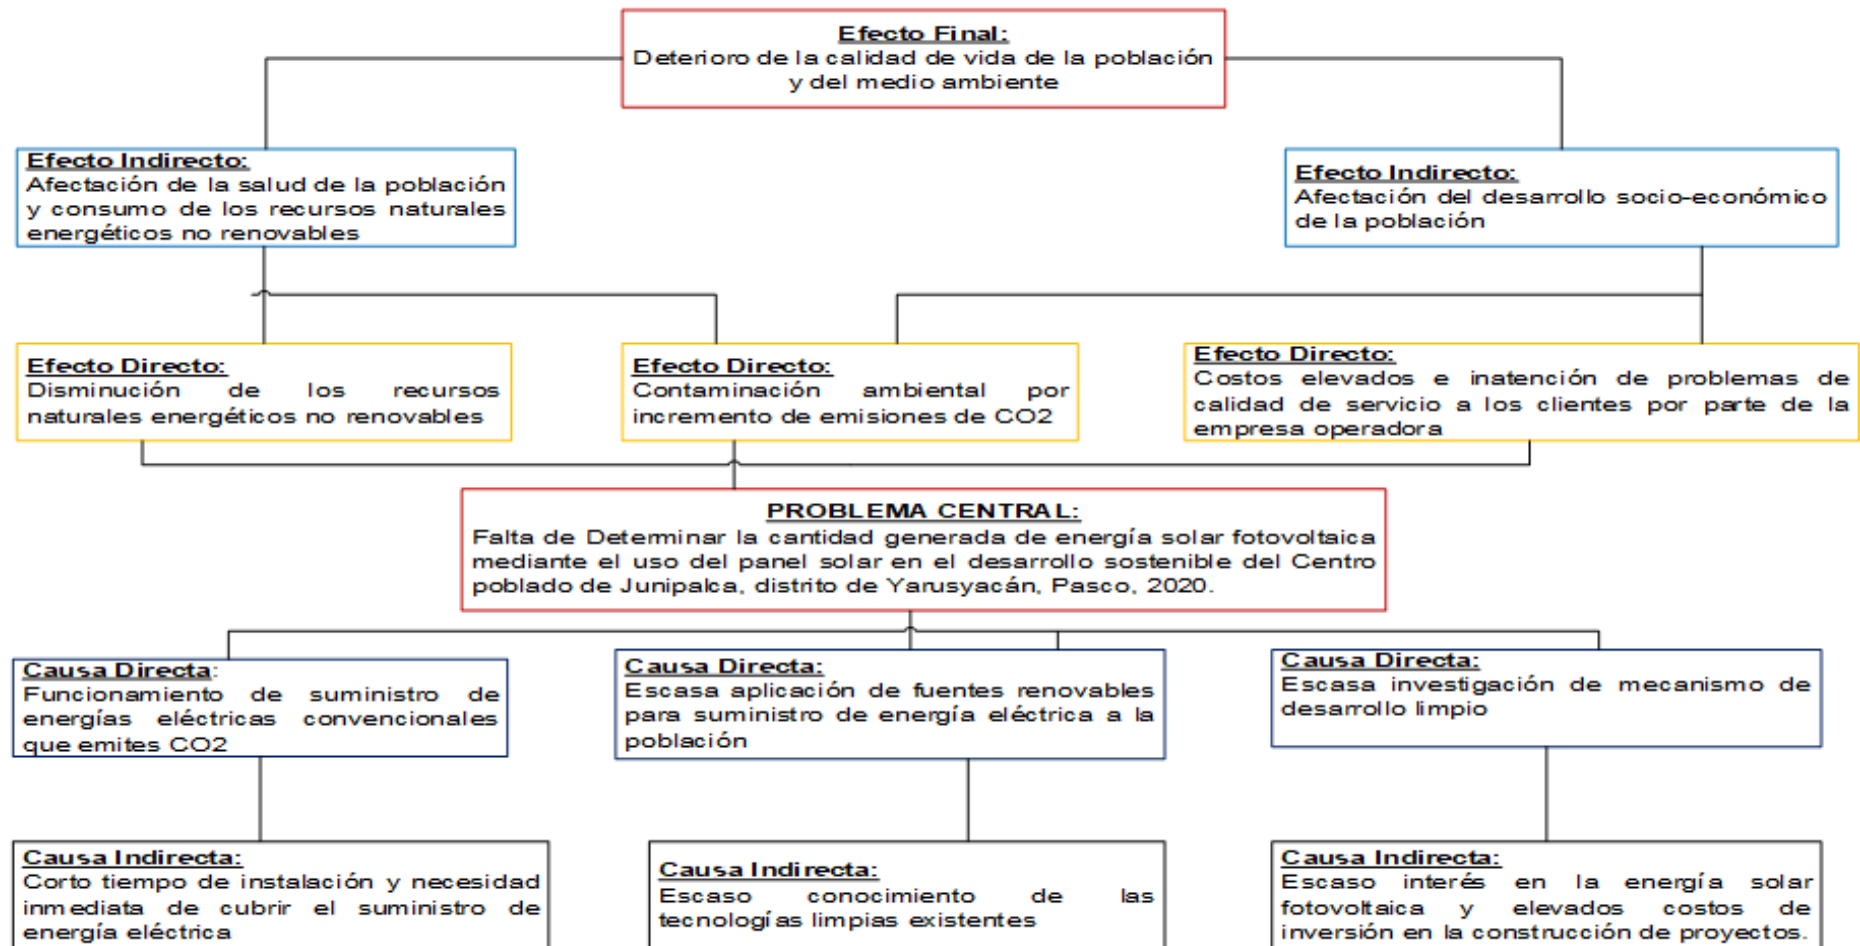 Efecto Final:
Deterioro de la calidad de vida de la población
y del medio ambiente
Efecto Indirecto:
Afectación de la salud de la población
y consumo de los recursos naturales
energéticos no renovables
Efecto Indirecto:
Afectación del desarrollo socio-económico
de la población
Efecto Directo:
Disminución de los recursos
naturales energéticos no renovables
Efecto Directo:
Contaminación ambiental por
incremento de emisiones de CO2
Efecto Directo:
Costos elevados e inatención de problemas de
calidad de servicio a los clientes por parte de la
empresa operadora
PROBLEMA CENTRAL:
Falta de Determinar la cantidad generada de energía solar fotovoltaica
mediante el uso del panel solar en el desarrollo sostenible del Centro
poblado de Junipalca, distrito de Yarusyacán, Pasco, 2020.
Causa Directa:
Funcionamiento de suministro de
energías eléctricas convencionales
que emites CO2
Causa Directa:
Escasa aplicación de fuentes renovables
para suministro de energía eléctrica a la
población
Causa Directa:
Escasa investigación de mecanismo de
desarrollo limpio
Causa Indirecta:
Corto tiempo de instalación y necesidad
inmediata de cubrir el suministro de
energía eléctrica
Causa Indirecta:
Escaso conocimiento de las
tecnologías limpias existentes
Causa Indirecta:
Escaso interés en la energía solar
fotovoltaica y elevados costos de
inversión en la construcción de proyectos.